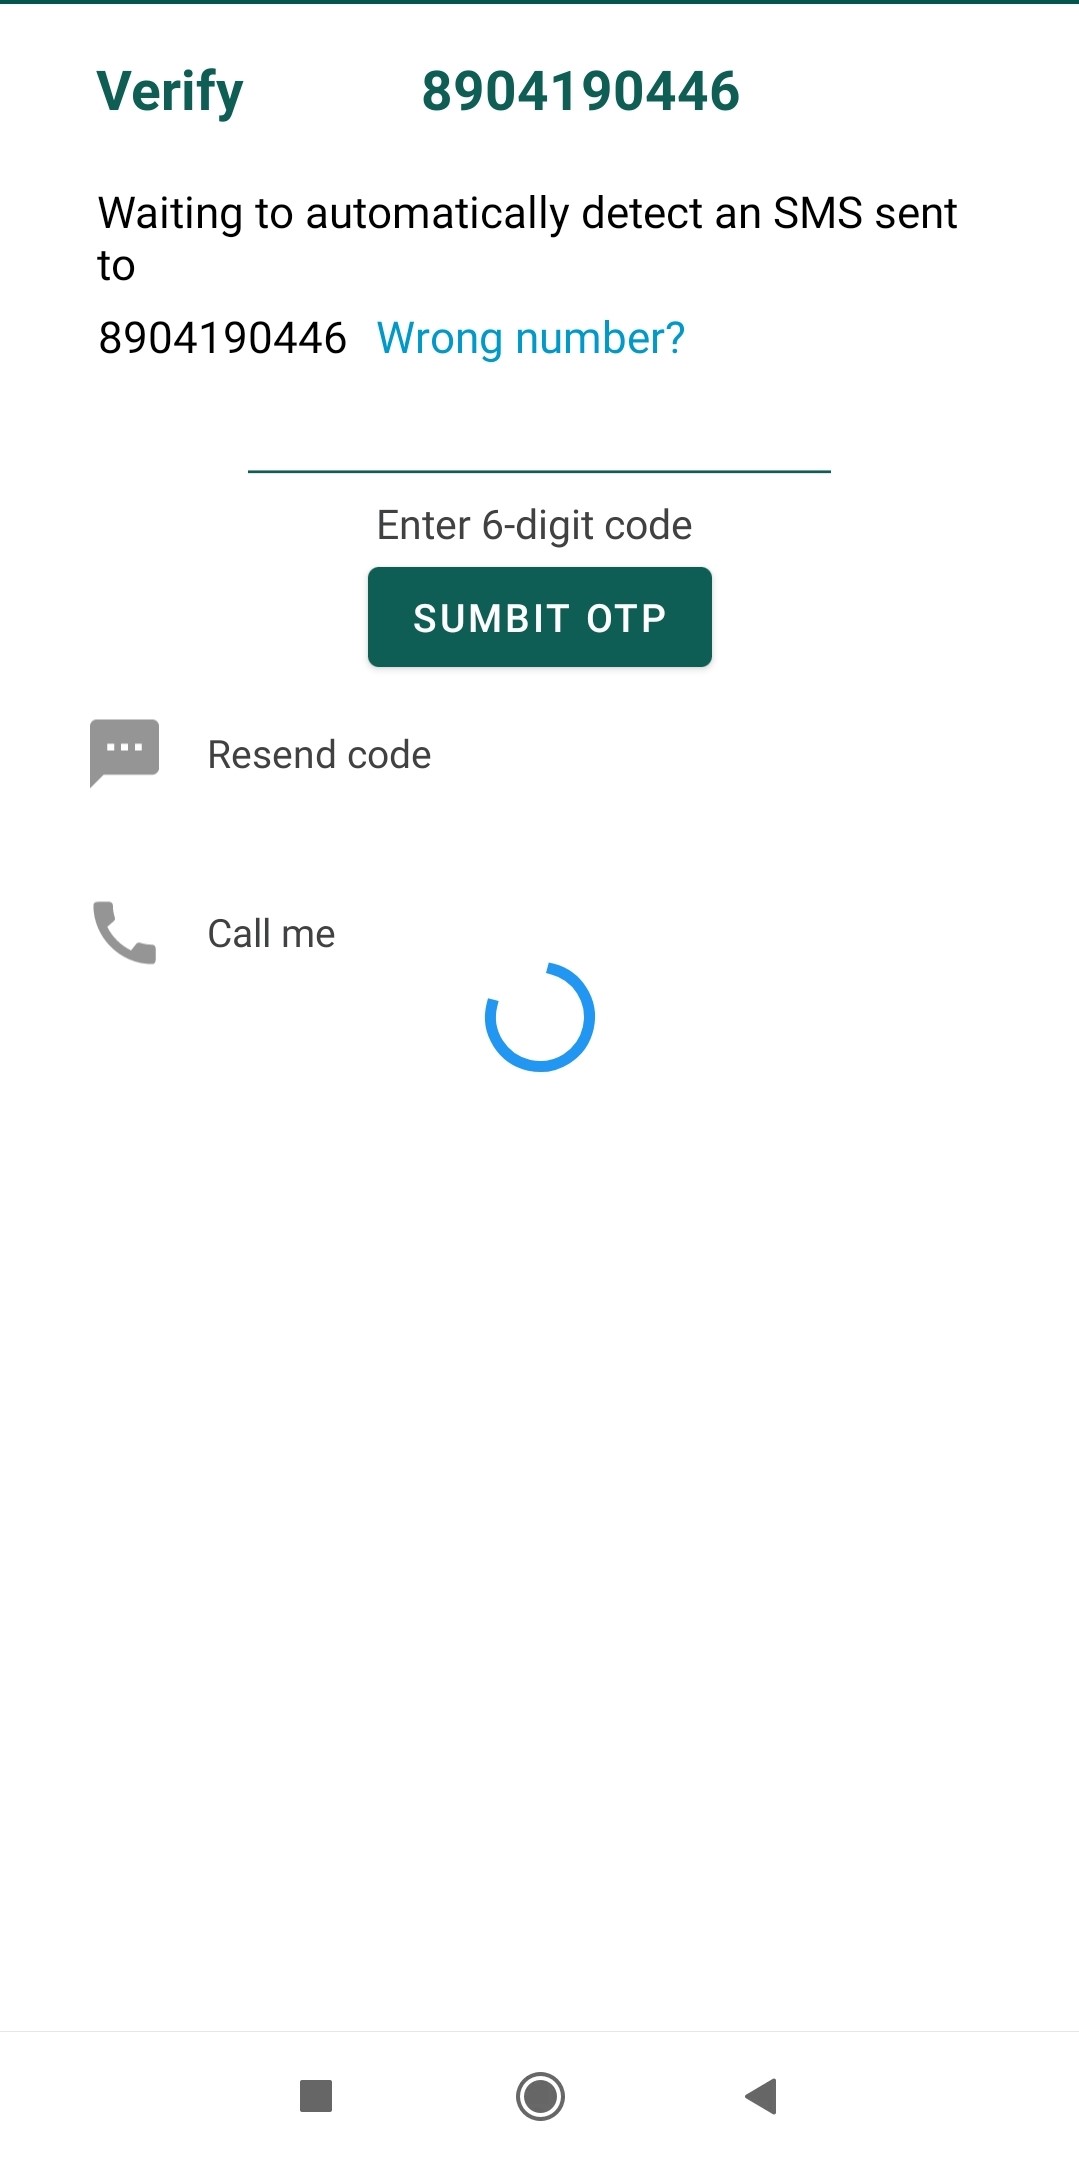 Verify 8904190446
Waiting to automatically detect an SMS sent
to
8904190446 Wrong number?
Enter 6-digit code
SUMBIT OTP
Resend code
Call me